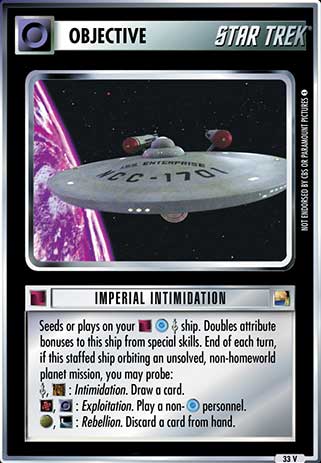 OBJECTIVE STAR TREK
I.S.S. ENTERPRISE
NCC-1701
NOT ENDORSED BY CBS OR PARAMOUNT PICTURES
IMPERIAL INTIMIDATION
Seeds or plays on your ship. Doubles attribute
bonuses to this ship from special skills. End of each turn,
if this staffed ship orbiting an unsolved, non-homeworld
planet mission, you may probe:
, : Intimidation. Draw a card.
, : Exploitation. Play a non- personnel.
, : Rebellion. Discard a card from hand.
33 V